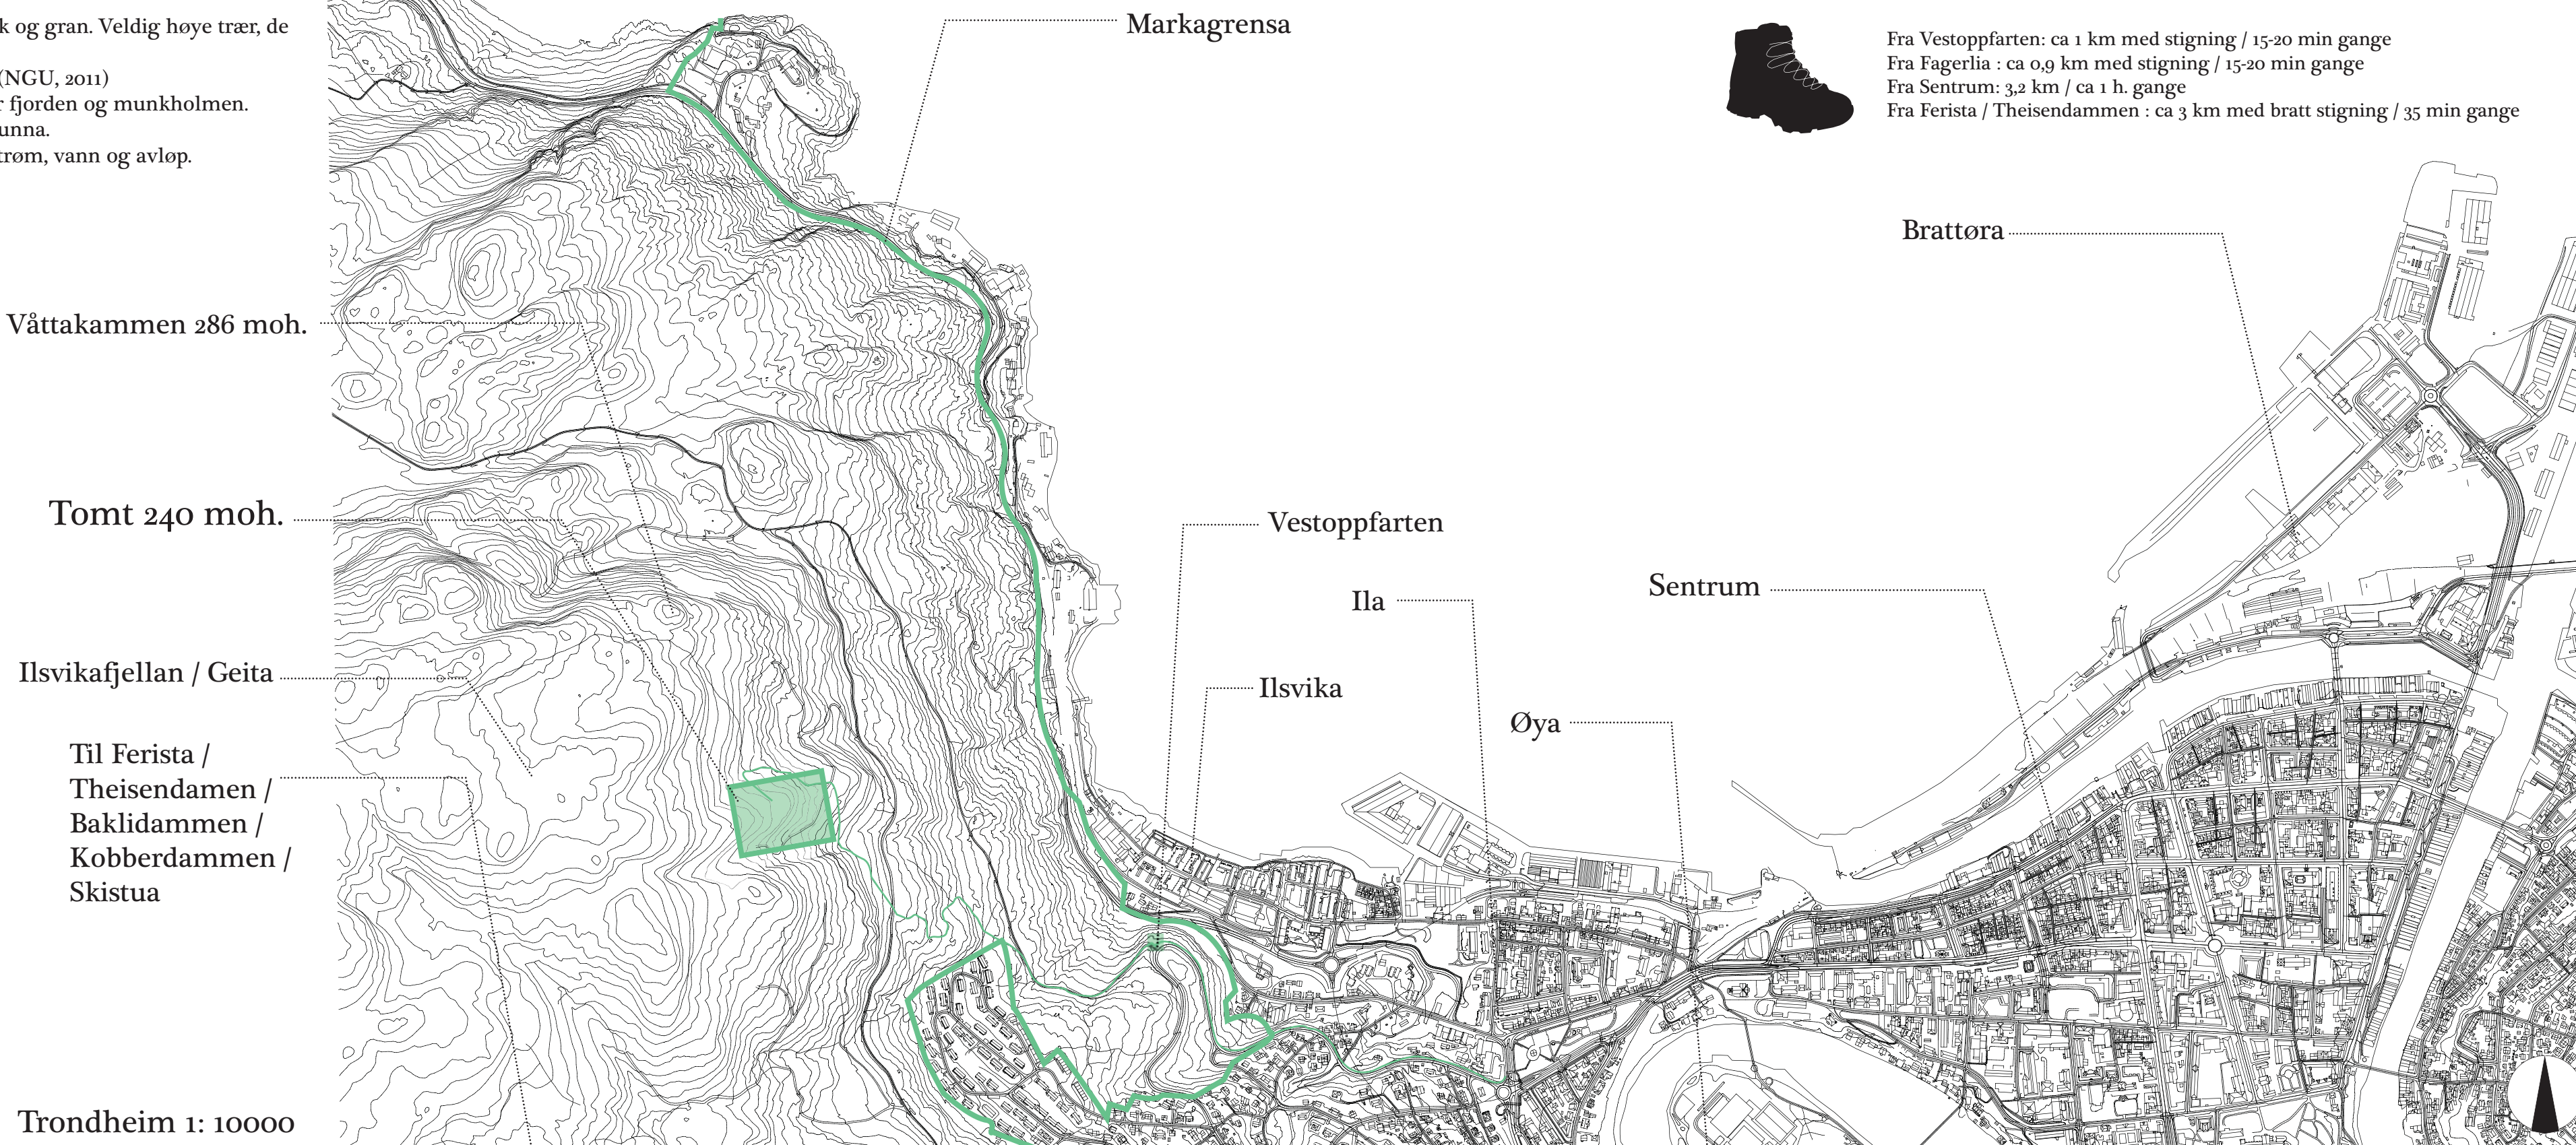 k og gran. Veldig høye trær, de
(NGU, 2011)
r fjorden og munkholmen.
unna.
trøm, vann og avløp.
Markagrensa
Fra Vestoppfarten: ca 1 km med stigning / 15-20 min gange
Fra Fagerlia : ca 0,9 km med stigning / 15-20 min gange
Fra Sentrum: 3,2 km / ca 1 h. gange
Fra Ferista / Theisendammen : ca 3 km med bratt stigning / 35 min gange
Brattøra
Våttakammen 286 moh.
Tomt 240 moh.
Vestoppfarten
Ila
Sentrum
Ilsvikafjellan / Geita
Ilsvika
Øya
Til Ferista /
Theisendamen /
Baklidammen /
Kobberdammen /
Skistua
Trondheim 1: 10000